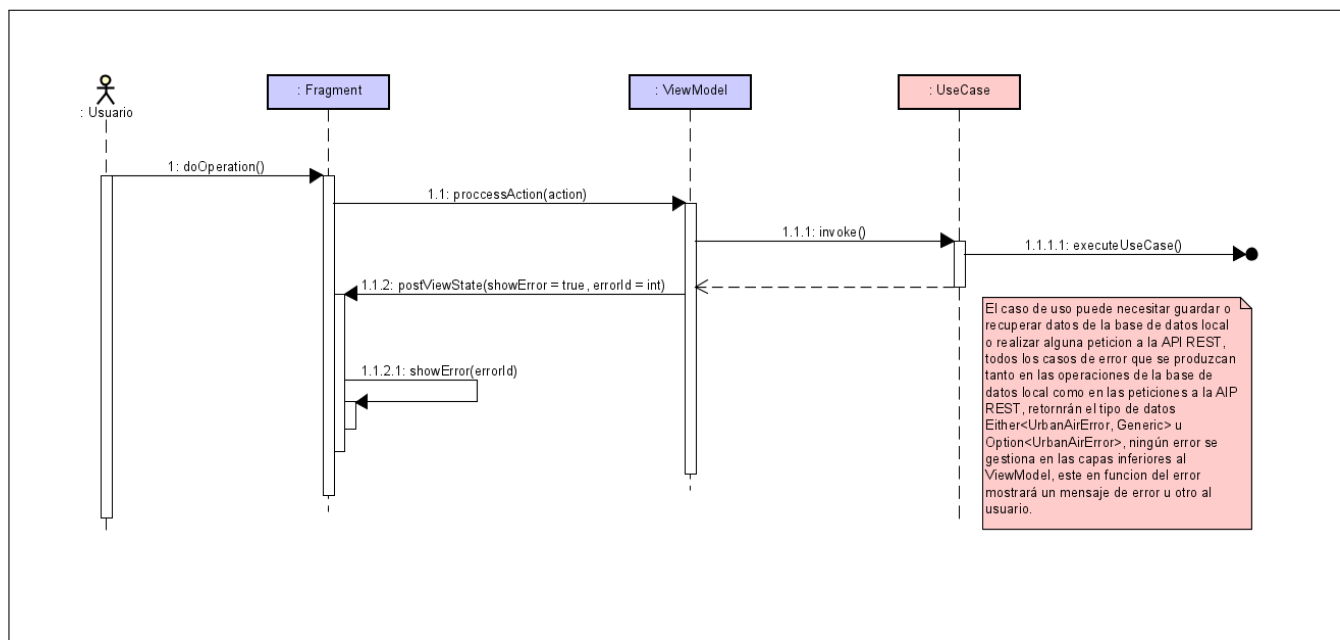 : Usuario
: Fragment
: ViewModel
: UseCase
1: doOperation()
1.1: proccessAction(action)
1.1.1: invoke()
1.1.1.1: executeUseCase()
1.1.2: postViewState(showError = true, errorId = int)
1.1.2.1: showError(errorId)
El caso de uso puede necesitar guardar o
recuperar datos de la base de datos local
o realizar alguna peticion a la API REST,
todos los casos de error que se produzcan
tanto en las operaciones de la base de
datos local como en las peticiones a la AIP
REST, retornrán el tipo de datos
Either<UrbanAirError, Generic> u
Option<UrbanAirError>, ningún error se
gestiona en las capas inferiores al
ViewModel, este en funcion del error
mostrará un mensaje de error u otro al
usuario.